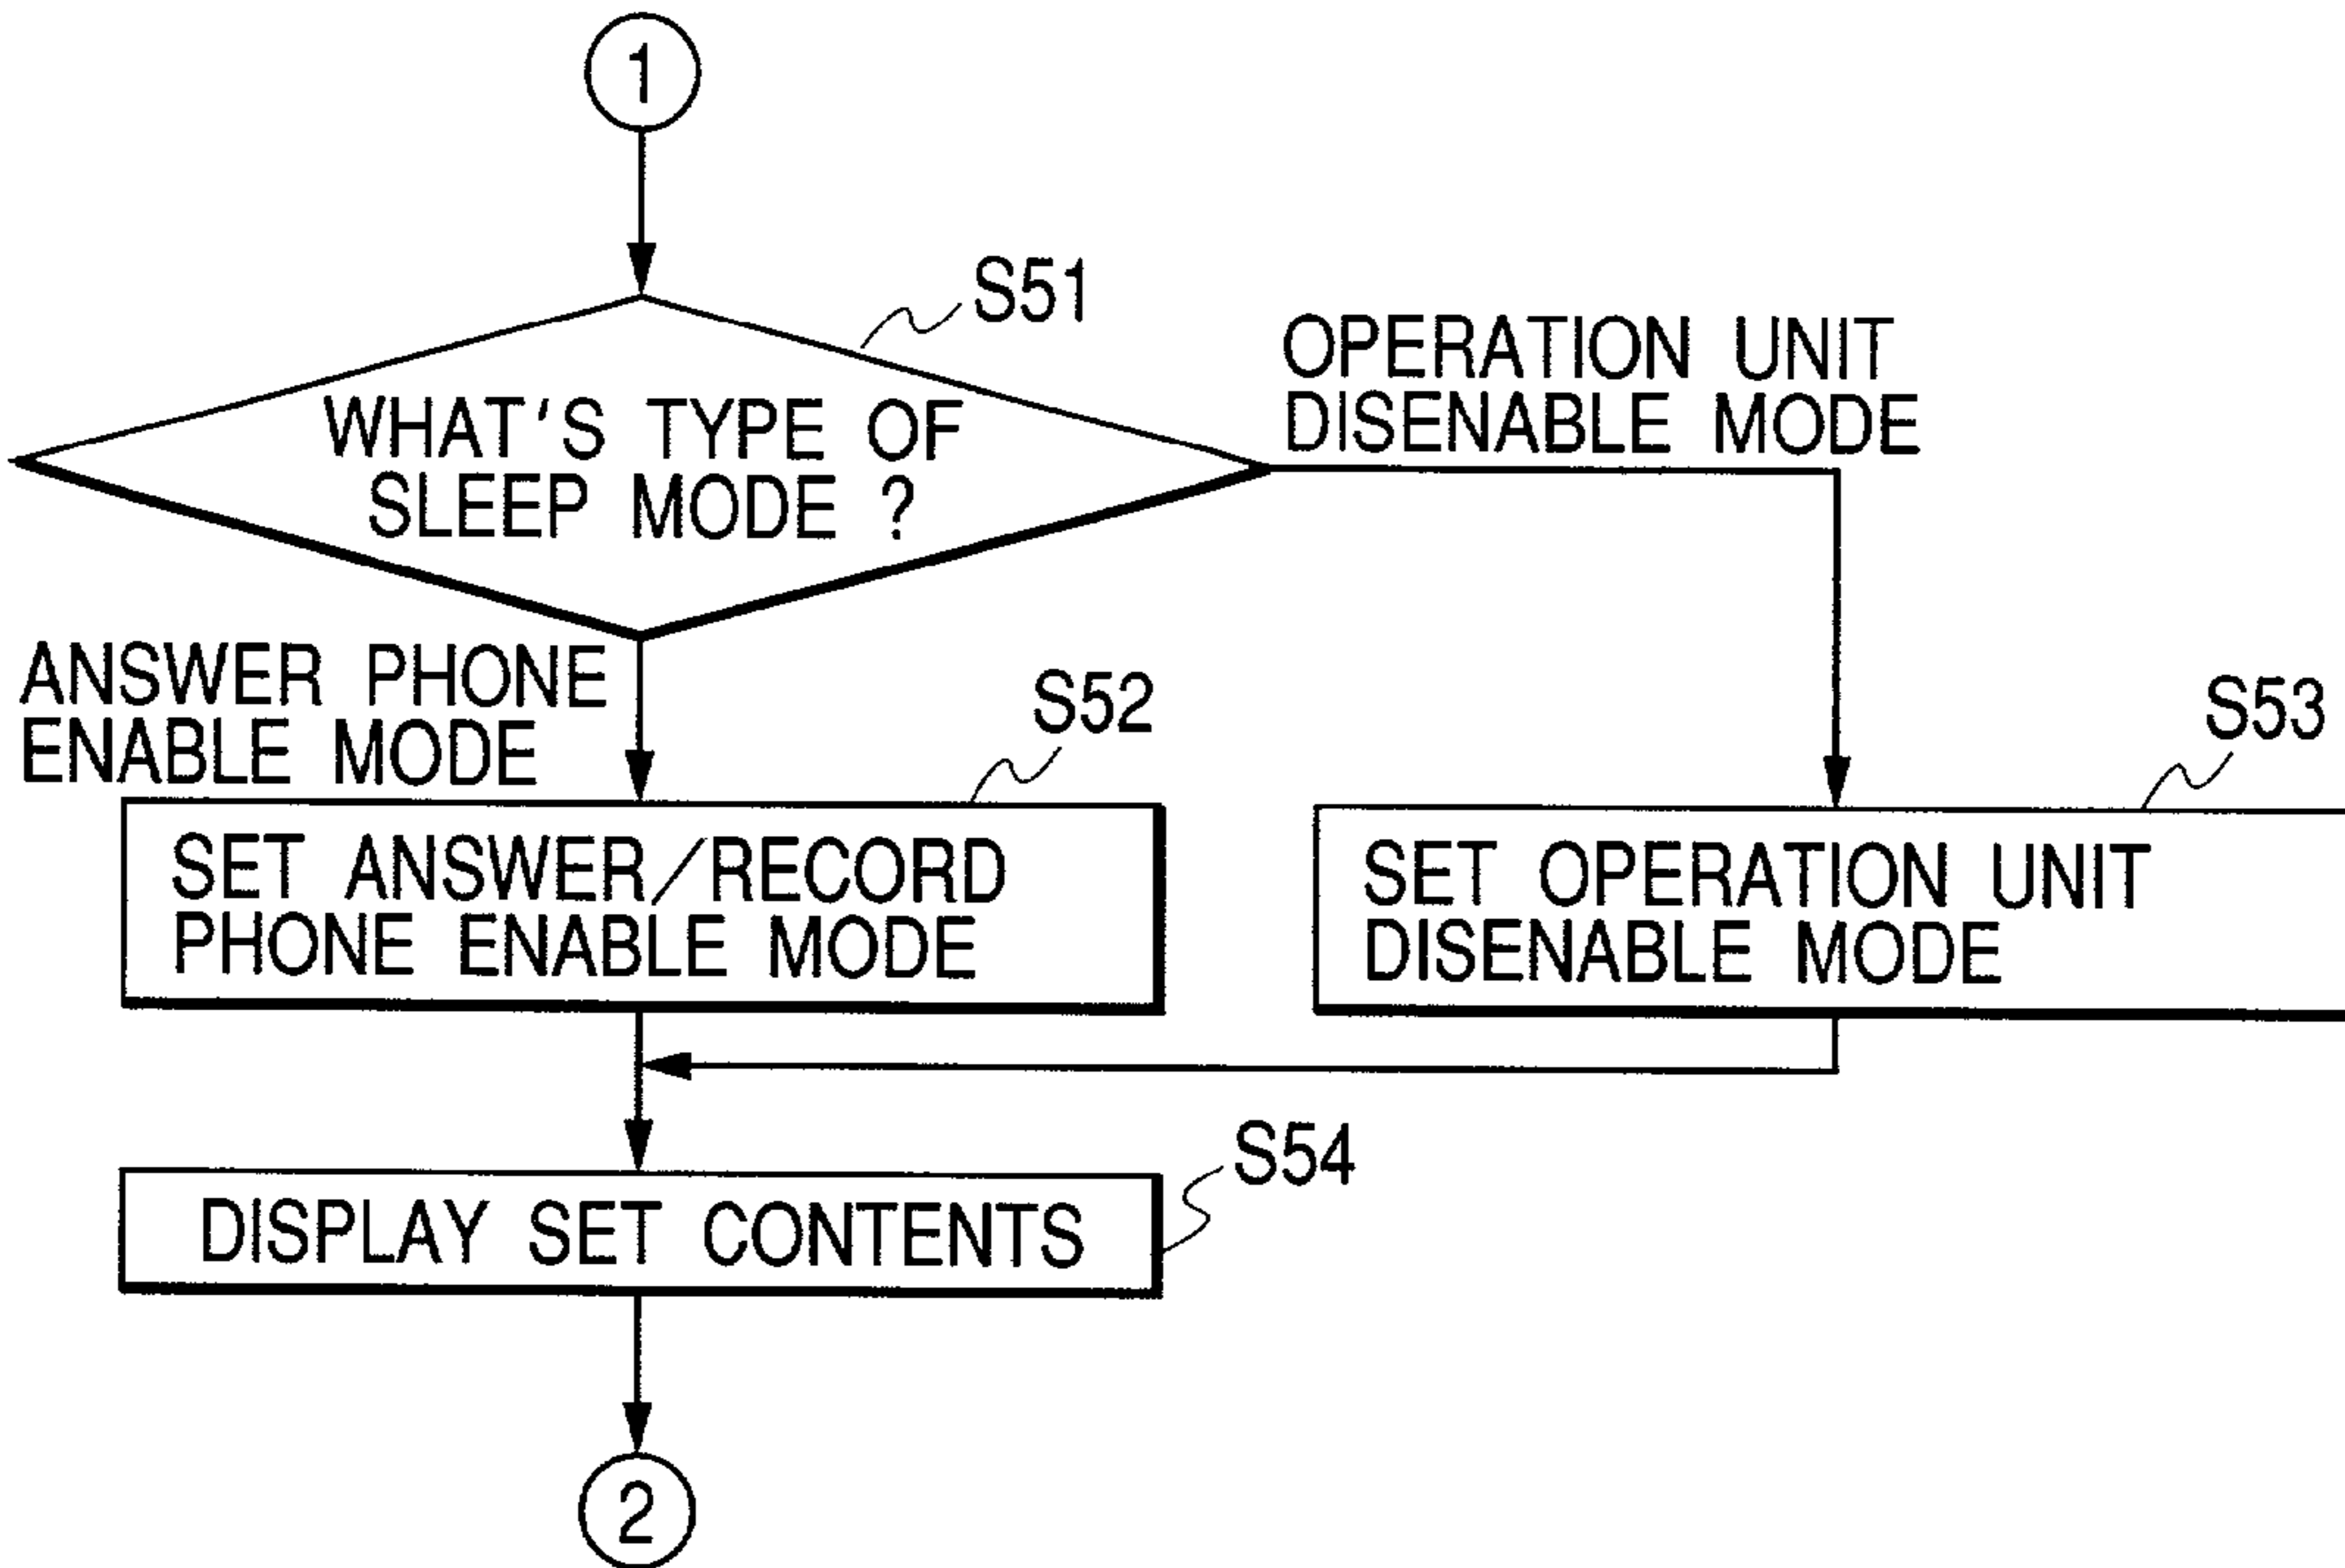 1
S51
WHAT'S TYPE OF
SLEEP MODE ?
OPERATION UNIT
DISENABLE MODE
ANSWER PHONE
ENABLE MODE
S52
SET ANSWER/RECORD
PHONE ENABLE MODE
S53
SET OPERATION UNIT
DISENABLE MODE
S54
DISPLAY SET CONTENTS
2